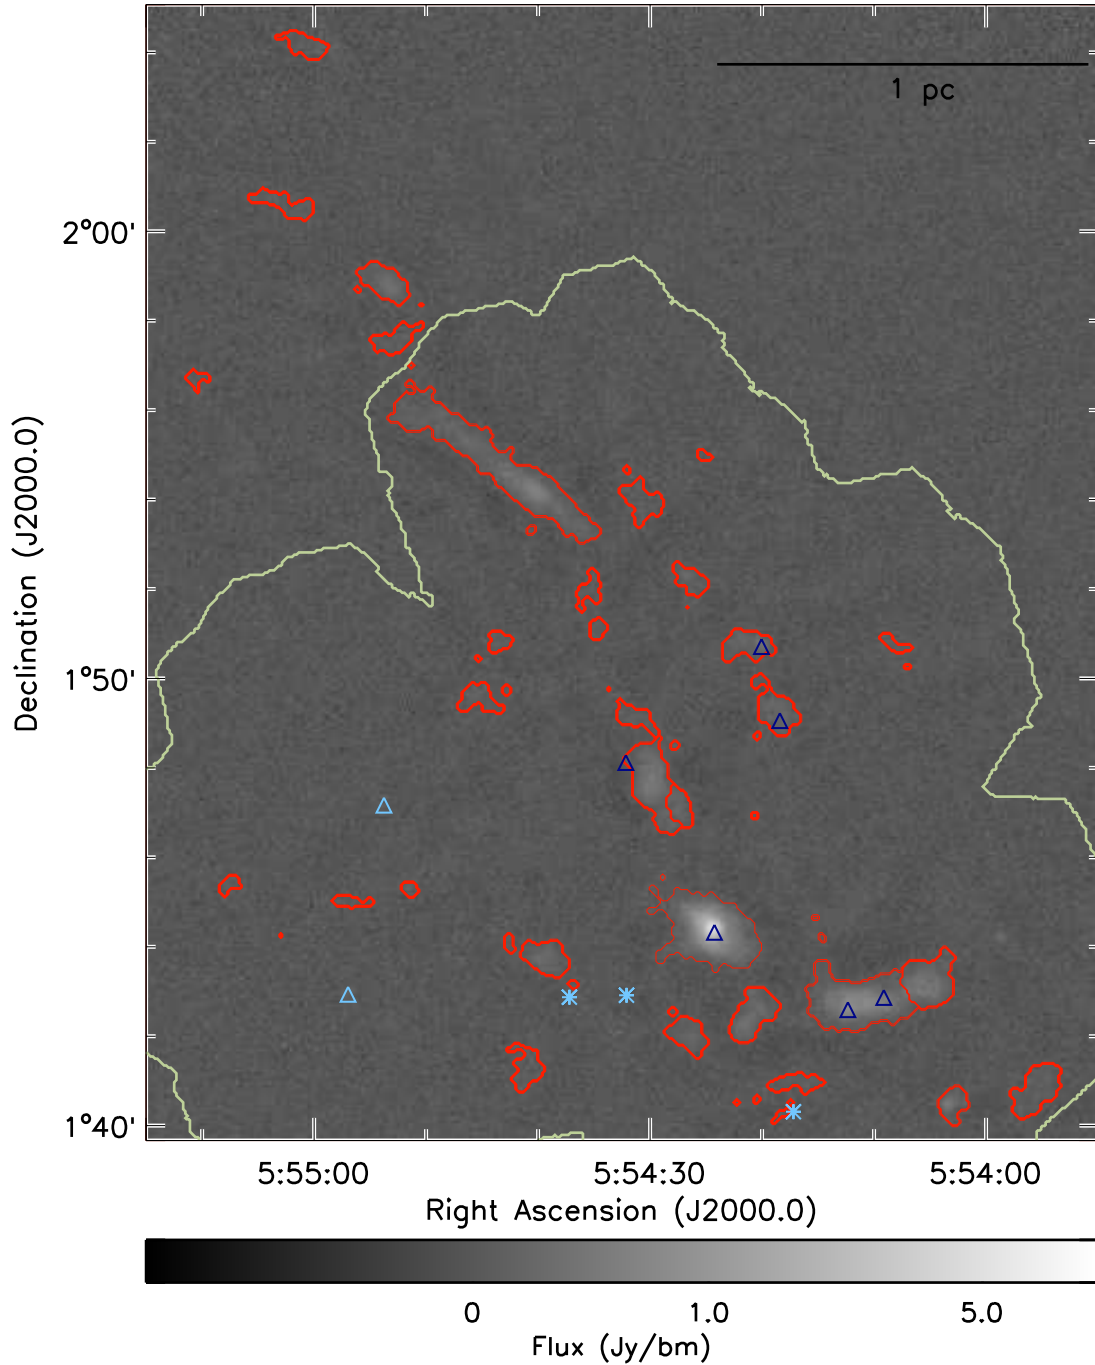 1 pc
2°00'
1°50'
1°40'
Declination (J2000.0)
5:55:00 5:54:30 5:54:00
Right Ascension (J2000.0)
0 1.0 5.0
Flux (Jy/bm)